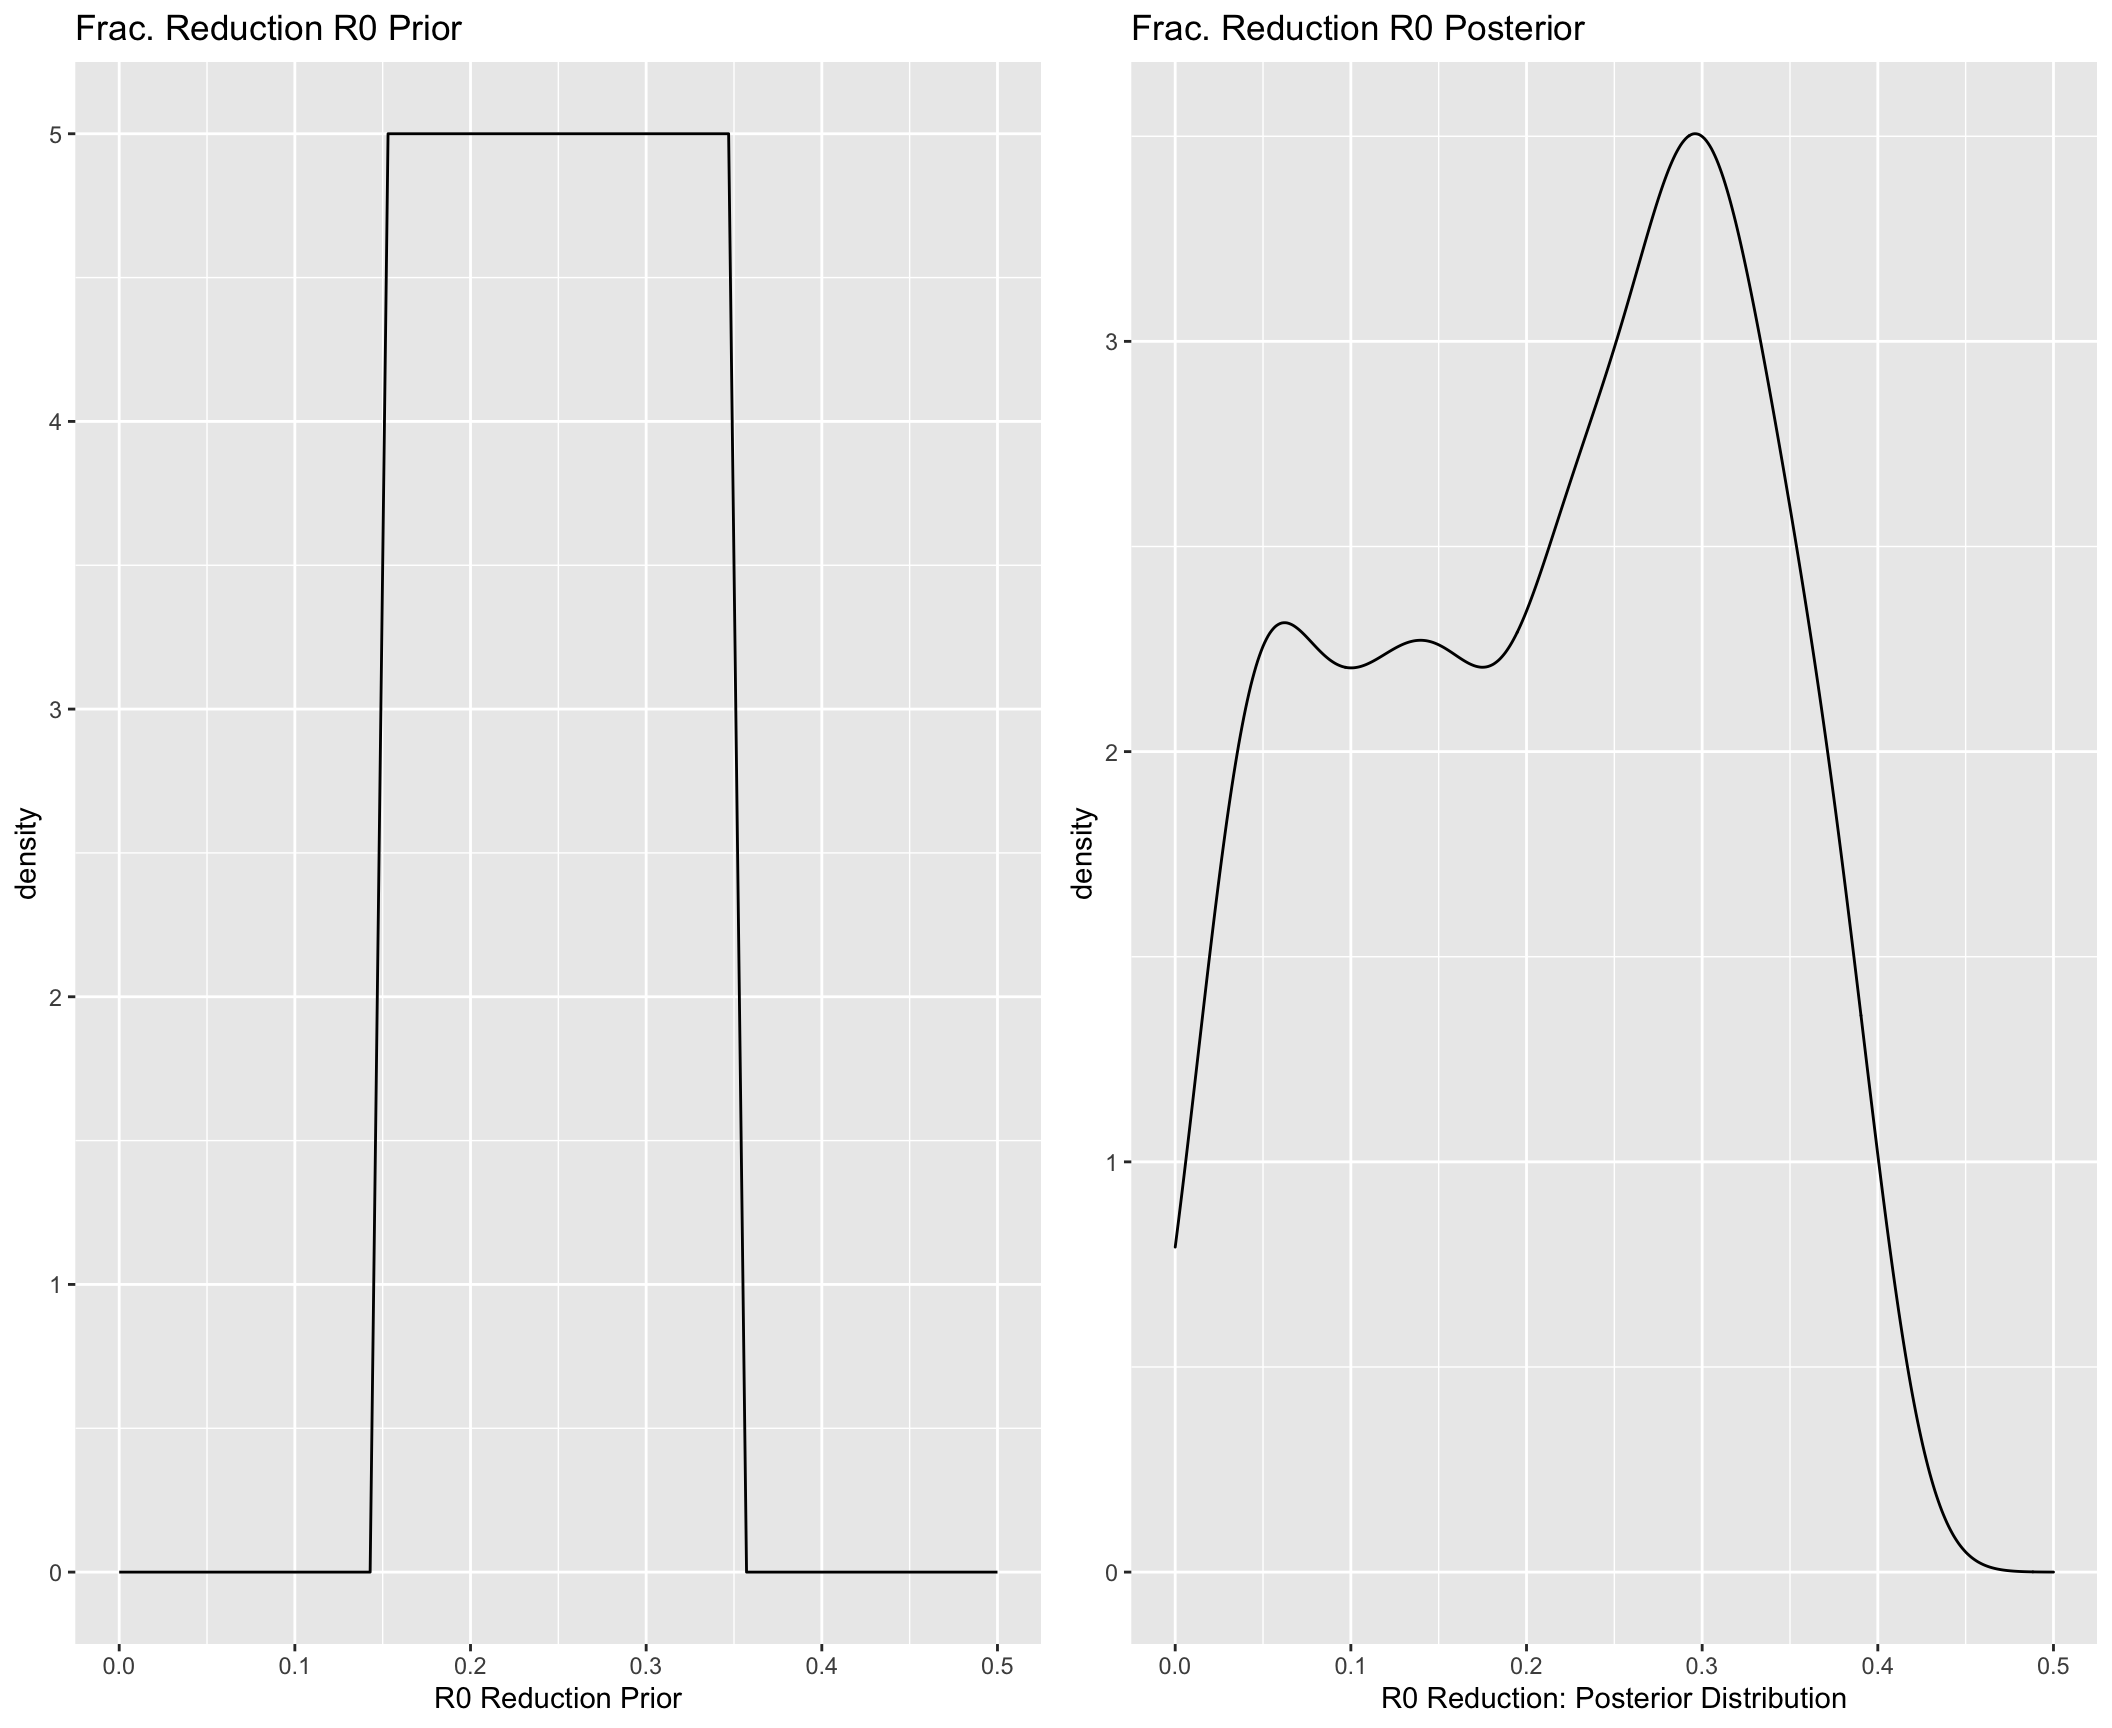 Frac. Reduction R0 Prior
density
5
4
3
2
1
0
0.0 0.1 0.2 0.3 0.4 0.5
R0 Reduction Prior
Frac. Reduction R0 Posterior
density
3
2
1
0
0.0 0.1 0.2 0.3 0.4 0.5
R0 Reduction: Posterior Distribution